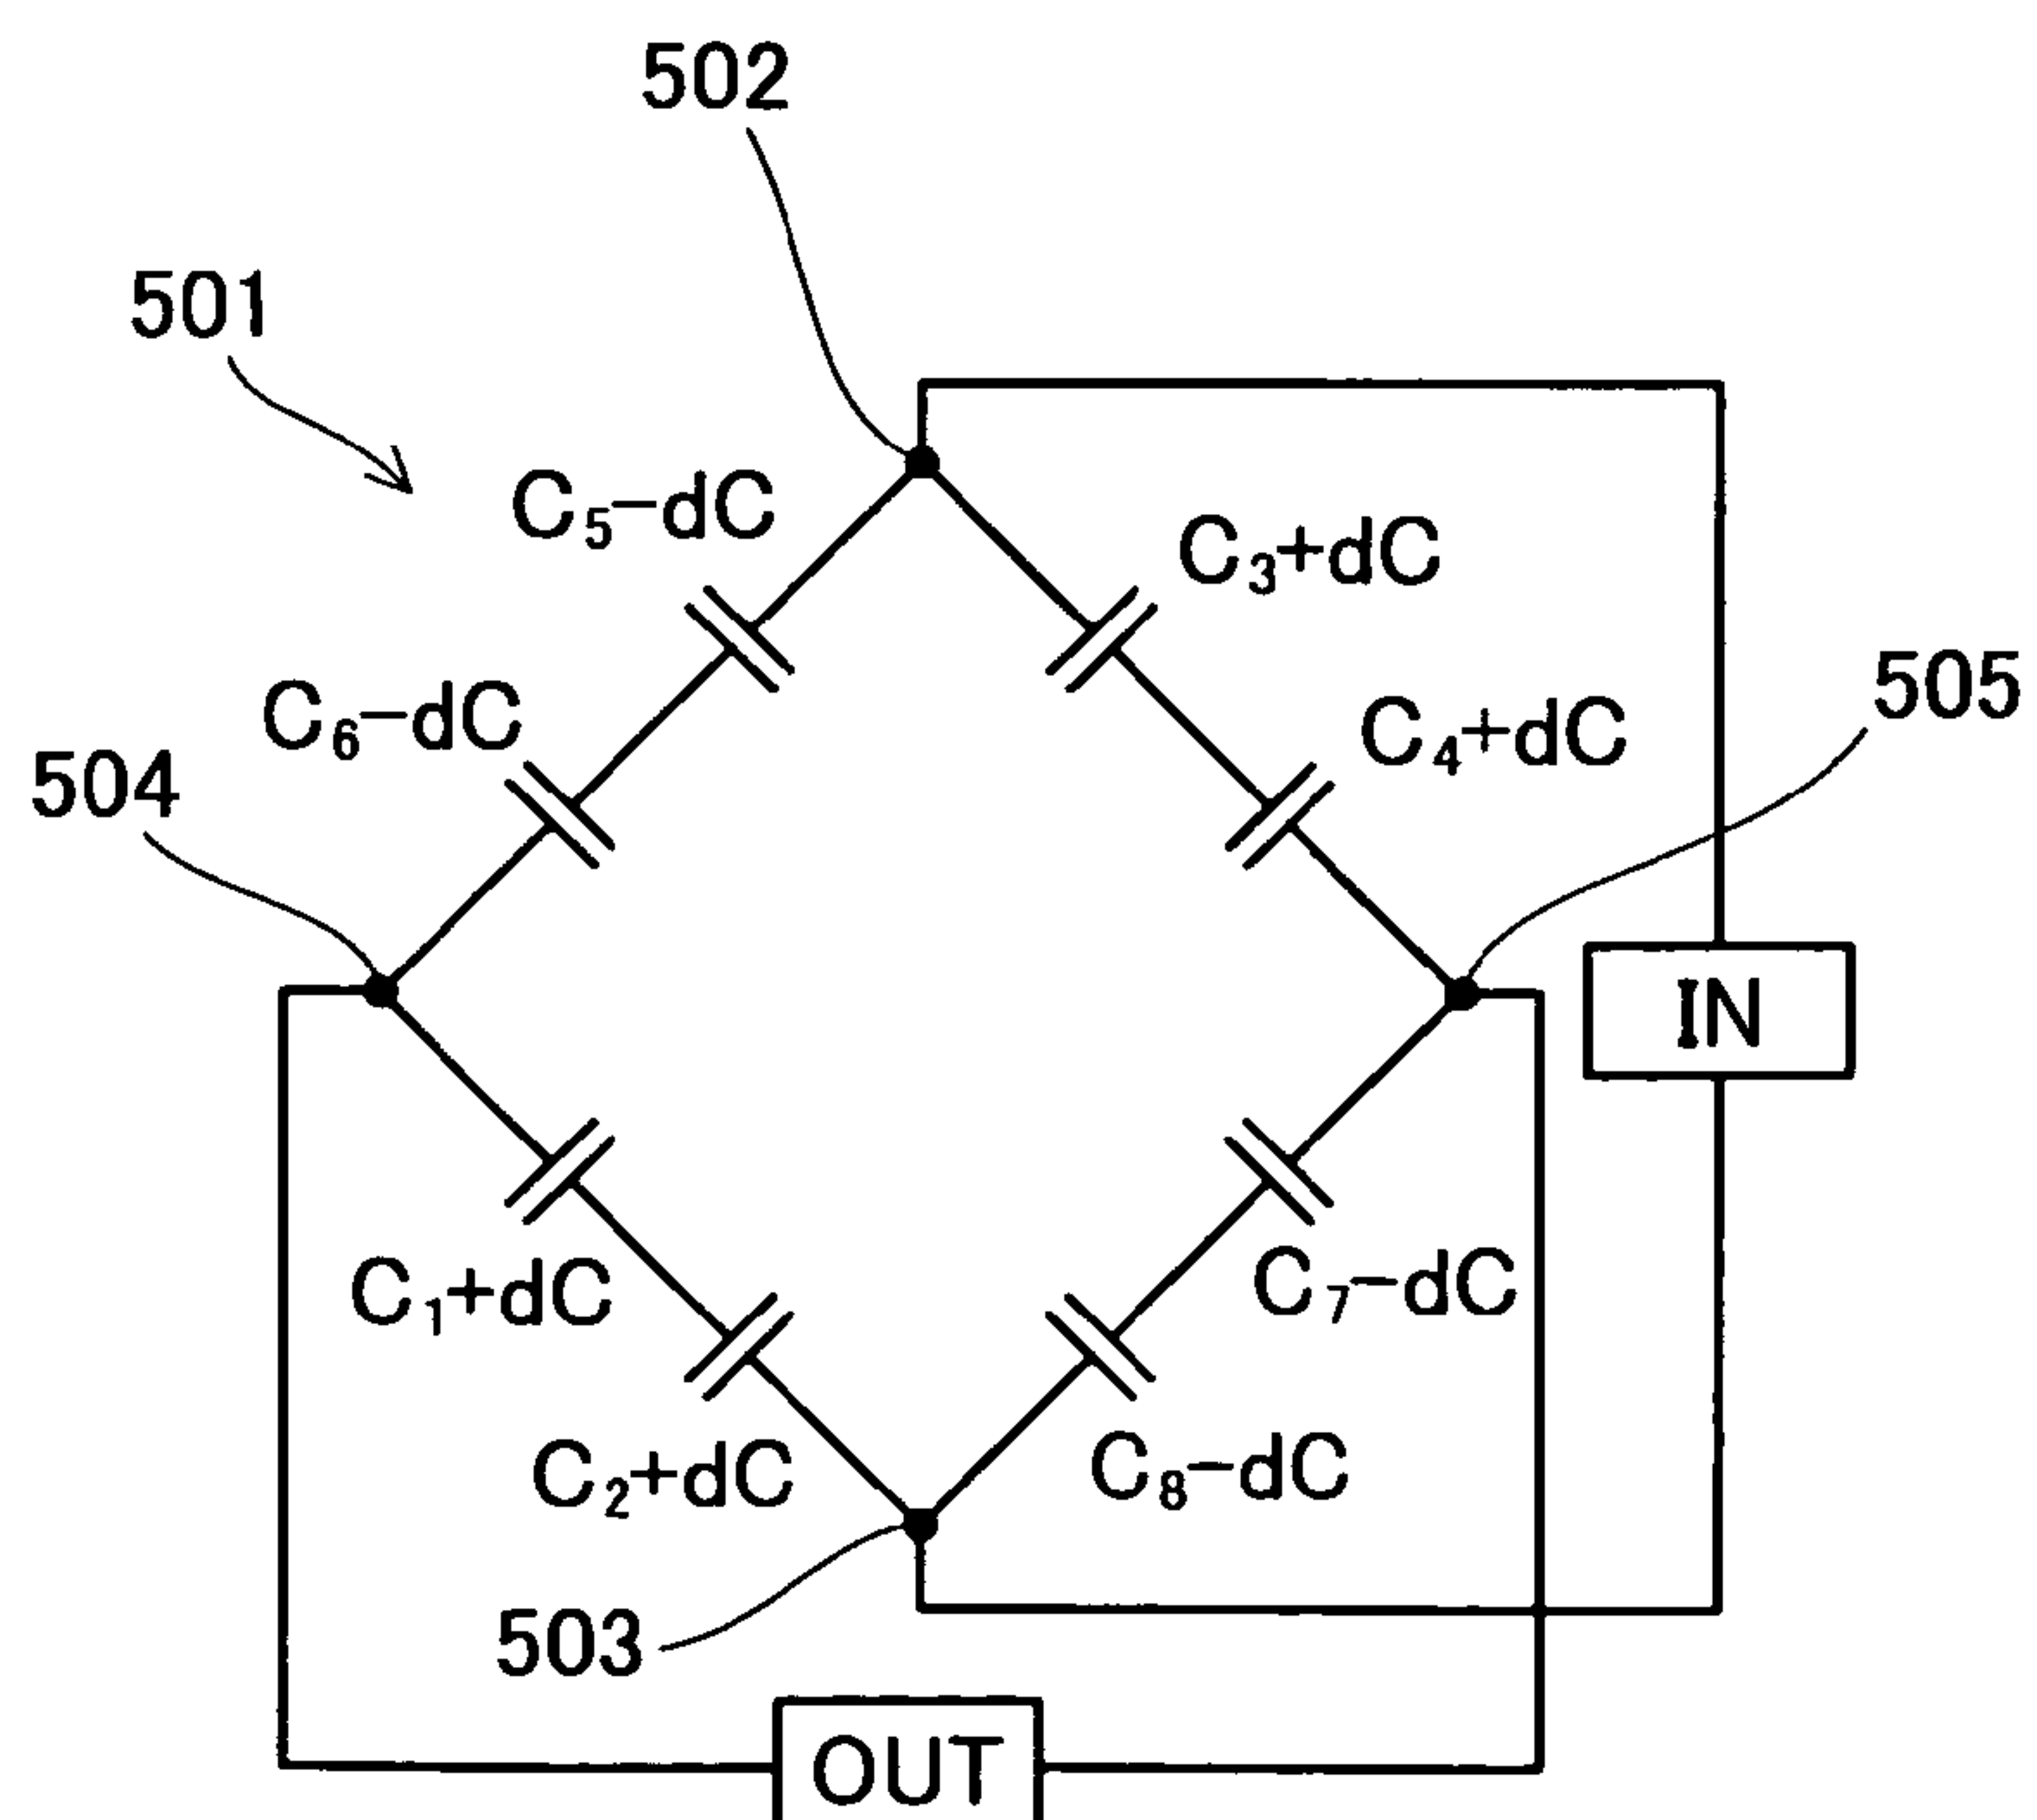 502
501
C₅−dC
C₃+dC
505
C₆−dC
C₄+dC
504
IN
C₁+dC
C₇−dC
C₂+dC
C₈−dC
503
OUT